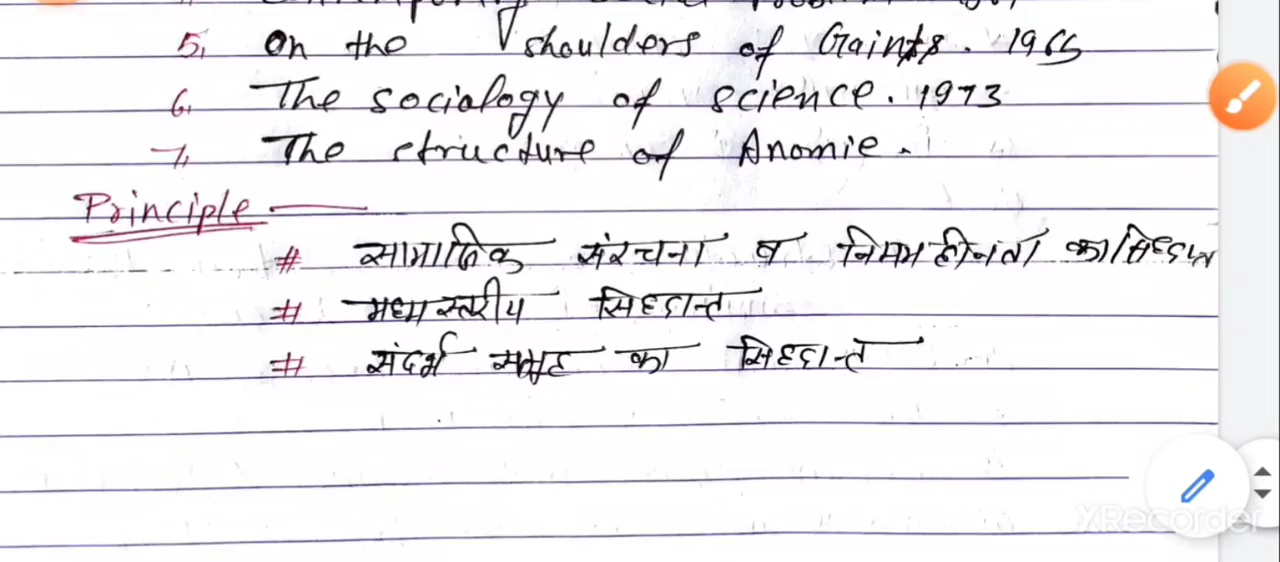 5. On the shoulders of Gaints. 1965
6. The sociology of science. 1973
7. The structure of Anomie.
Principle
# सामाजिक संरचना व नियमहीनता का सिद्धान्त
# मध्यस्तरीय सिद्दान्त
# संदर्भ समूह का सिद्दान्त
XRecorder